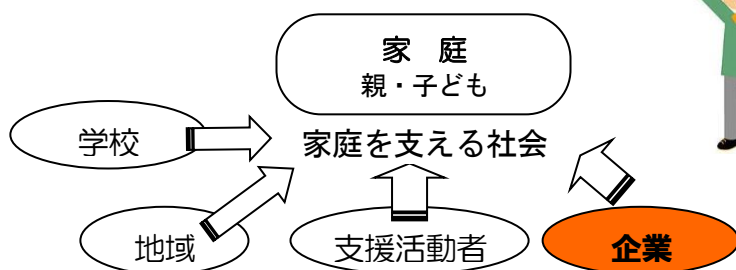 家 庭
親・子ども
家庭を支える社会
学校
地域
支援活動者
企業